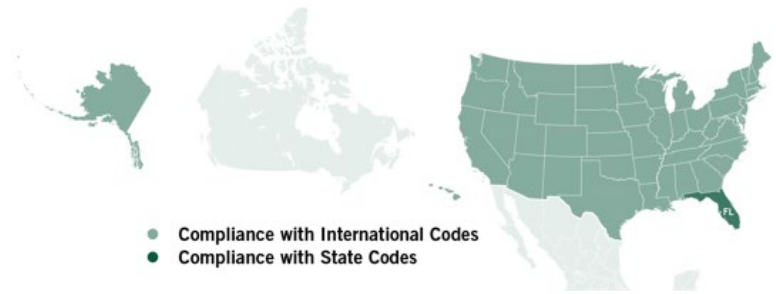 FL
Compliance with International Codes
Compliance with State Codes